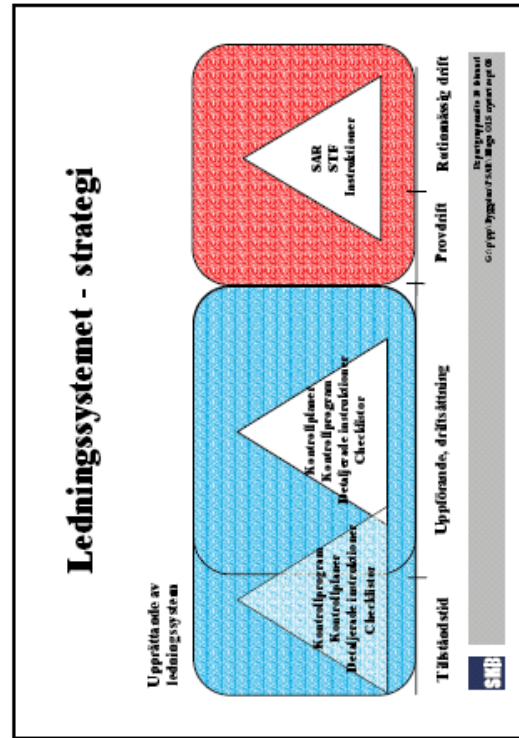 Ledningssystemet - strategi
Upprättande av
ledningssystem
Kontrollprogram
Kontrollplaner
Detaljerade instruktioner
Checklistor
Kontrollplaner
Kontrollprogram
Detaljerade instruktioner
Checklistor
SAR
STF
Instruktioner
Tillståndstid
Uppförande, driftsättning
Provdrift
Rutinmässig drift
SKB